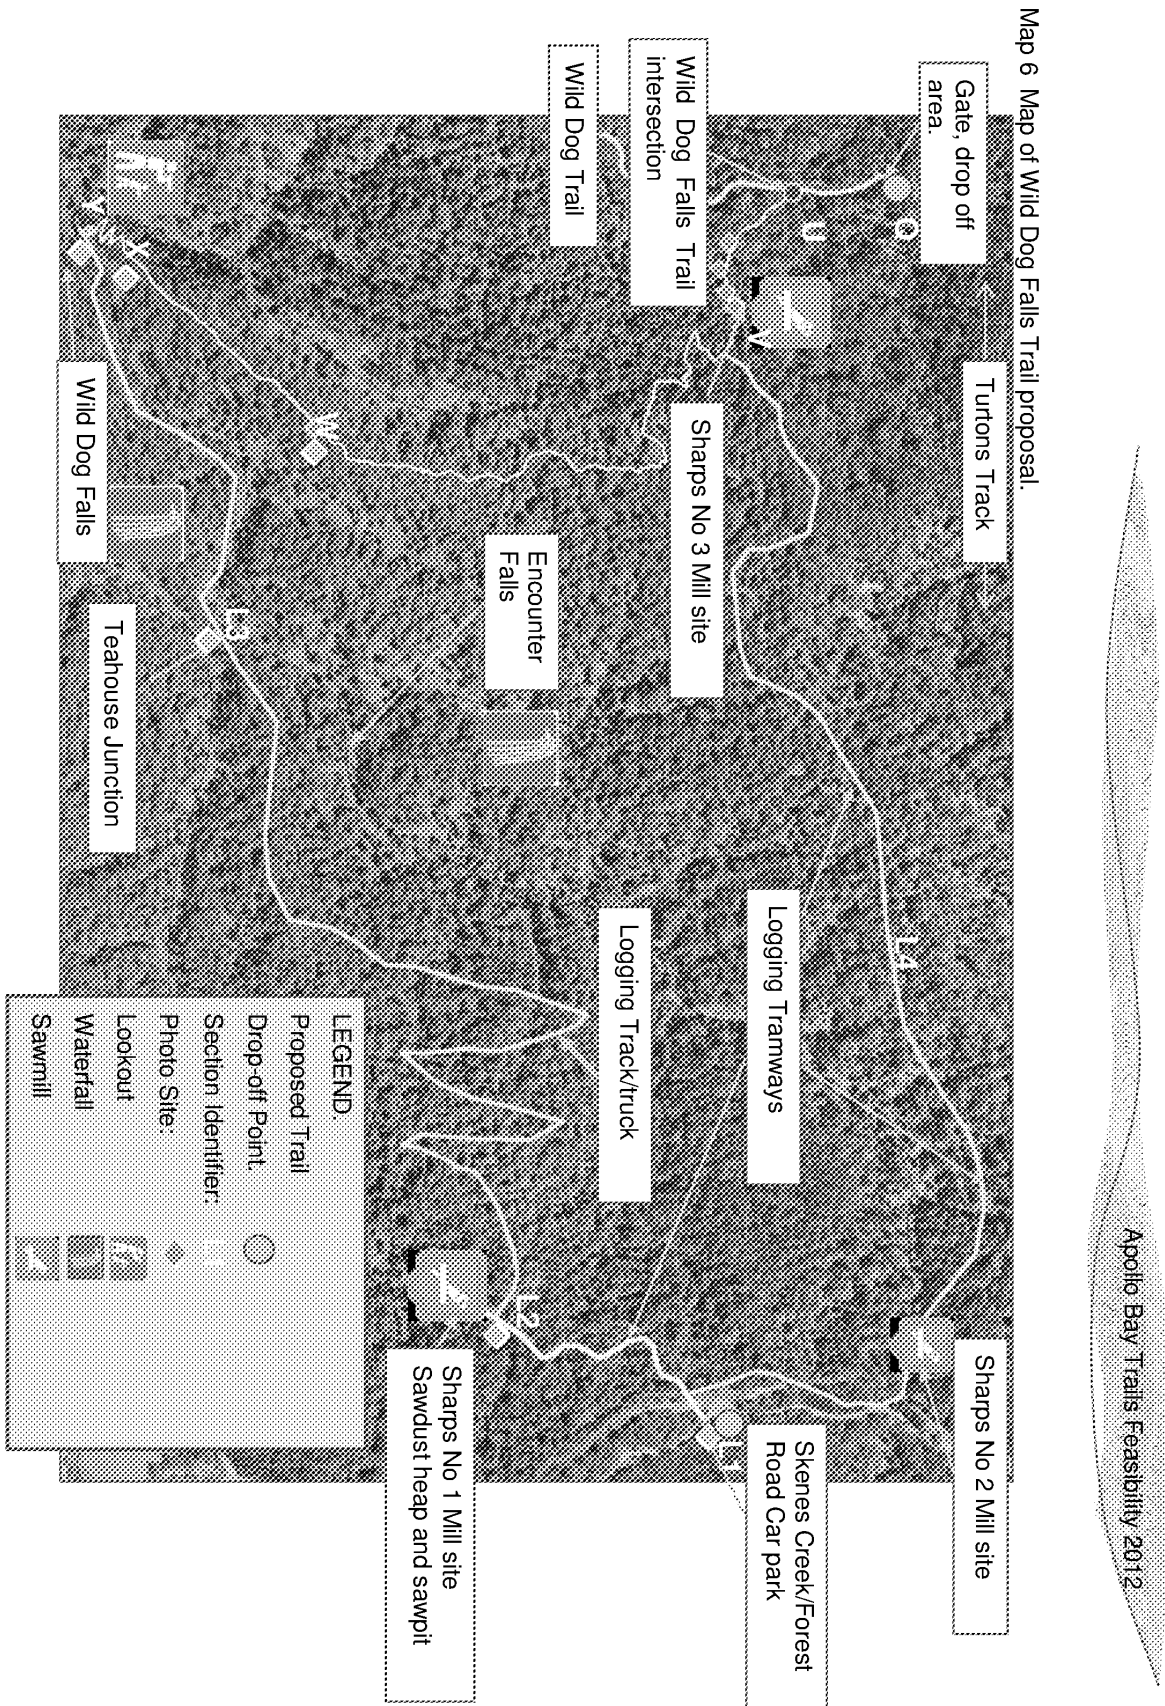 Apollo Bay Trails Feasibility 2012
Map 6 Map of Wild Dog Falls Trail proposal.
Gate, drop off
area.
Turtons Track
Sharps No 2 Mill site
Q
U
Wild Dog Falls Trail
intersection
V
L4
Skenes Creek/Forest
Road Car park
L1
Logging Tramways
Sharps No 3 Mill site
Wild Dog Trail
Logging Track/truck
Encounter
Falls
L2
Sharps No 1 Mill site
Sawdust heap and sawpit
W
L3
X
Y
Wild Dog Falls
Teahouse Junction
LEGEND.
Proposed Trail
Drop-off Point.
Section Identifier:
Photo Site:
Lookout
Waterfall
Sawmill